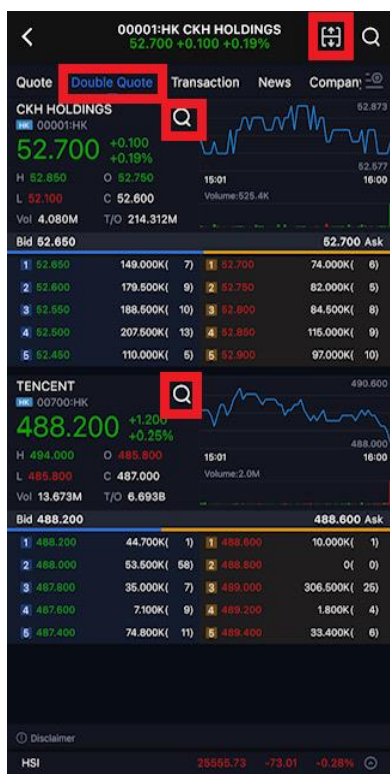 00001:HK CKH HOLDINGS
52.700 +0.100 +0.19%
Quote Double Quote Transaction News Company
CKH HOLDINGS
HK 00001:HK
52.873
52.700 +0.100 +0.19%
52.577
H 52.850 O 52.750
15:01 16:00
L 52.100 C 52.600
Volume:525.4K
Vol 4.080M T/O 214.312M
Bid 52.650 52.700 Ask
1 52.650 149.000K( 7) 1 52.700 74.000K( 6)
2 52.600 179.500K( 9) 2 52.750 82.000K( 5)
3 52.550 188.500K( 10) 3 52.800 84.500K( 8)
4 52.500 207.500K( 13) 4 52.850 115.000K( 9)
5 52.450 110.000K( 5) 5 52.900 97.000K( 10)
TENCENT
490.600
HK 00700:HK
488.200 +1.200 +0.25%
488.000
H 494.000 O 485.800
15:01 16:00
L 485.800 C 487.000
Volume:2.0M
Vol 13.673M T/O 6.693B
Bid 488.200 488.600 Ask
1 488.200 44.700K( 1) 1 488.600 10.000K( 1)
2 488.000 53.500K( 58) 2 488.800 0( 0)
3 487.800 35.000K( 7) 3 489.000 306.500K( 25)
4 487.600 7.100K( 9) 4 489.200 1.800K( 4)
5 487.400 74.800K( 11) 5 489.400 33.400K( 6)
Disclaimer
HSI 25555.73 -73.01 -0.28%